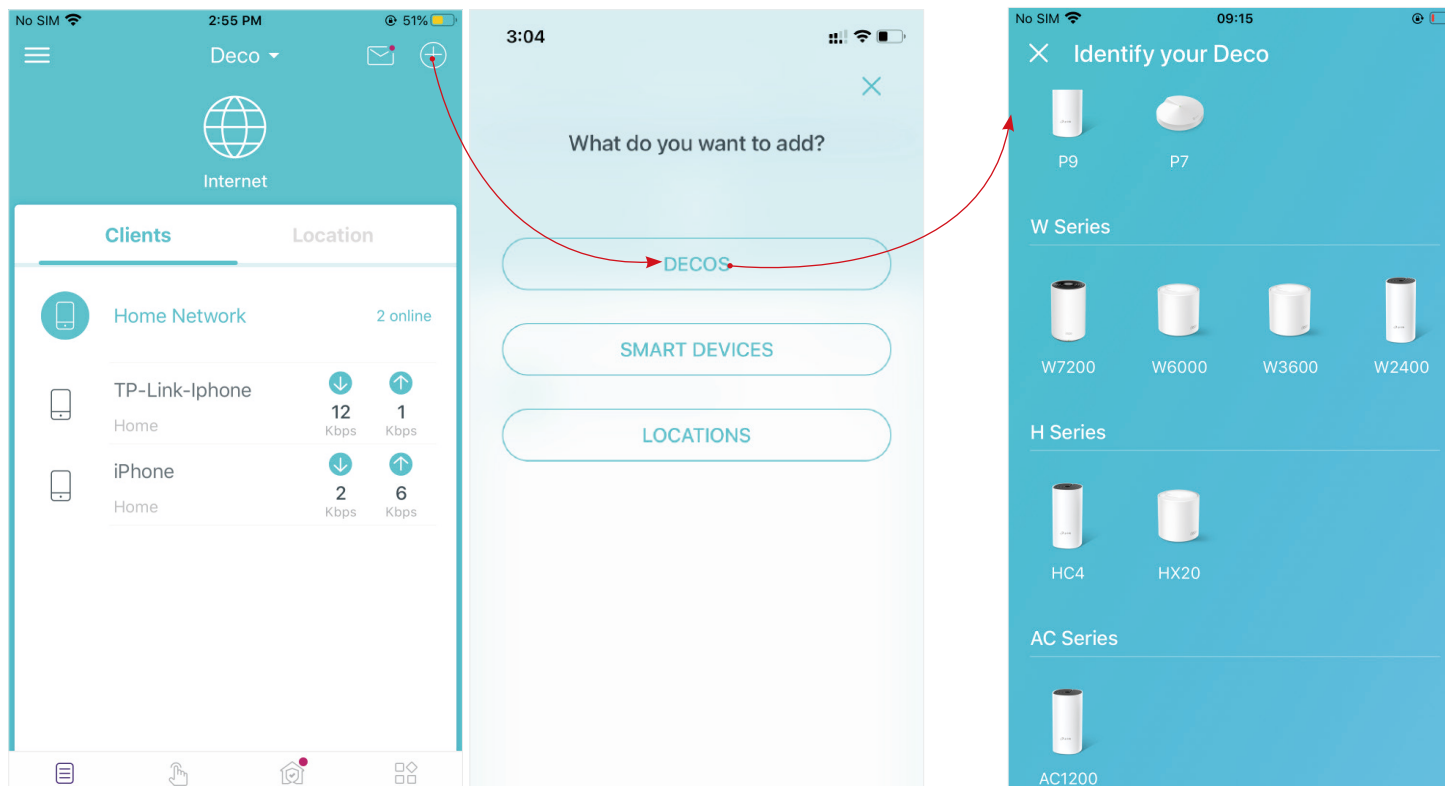 No SIM
2:55 PM
51%
Deco
Internet
Clients
Location
Home Network
2 online
TP-Link-Iphone
Home
12
Kbps
1
Kbps
iPhone
Home
2
Kbps
6
Kbps
3:04
What do you want to add?
DECOS
SMART DEVICES
LOCATIONS
No SIM
09:15
Identify your Deco
P9
P7
W Series
W7200
W6000
W3600
W2400
H Series
HC4
HX20
AC Series
AC1200